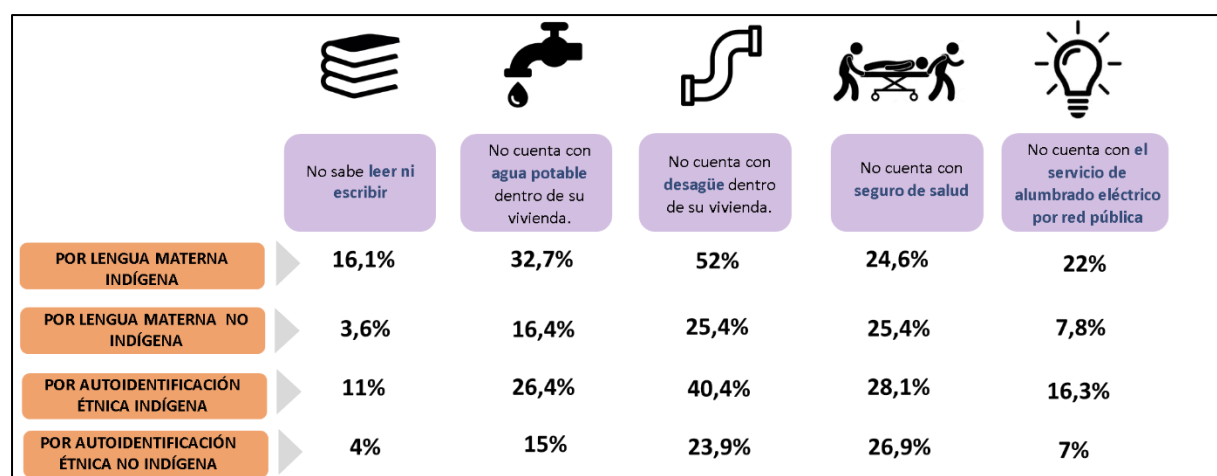 No sabe leer ni
escribir
No cuenta con
agua potable
dentro de su
vivienda.
No cuenta con
desagüe dentro
de su vivienda.
No cuenta con
seguro de salud
No cuenta con el
servicio de
alumbrado eléctrico
por red pública
POR LENGUA MATERNA
INDÍGENA
16,1% 32,7% 52% 24,6% 22%
POR LENGUA MATERNA NO
INDÍGENA
3,6% 16,4% 25,4% 25,4% 7,8%
POR AUTOIDENTIFICACIÓN
ÉTNICA INDÍGENA
11% 26,4% 40,4% 28,1% 16,3%
POR AUTOIDENTIFICACIÓN
ÉTNICA NO INDÍGENA
4% 15% 23,9% 26,9% 7%